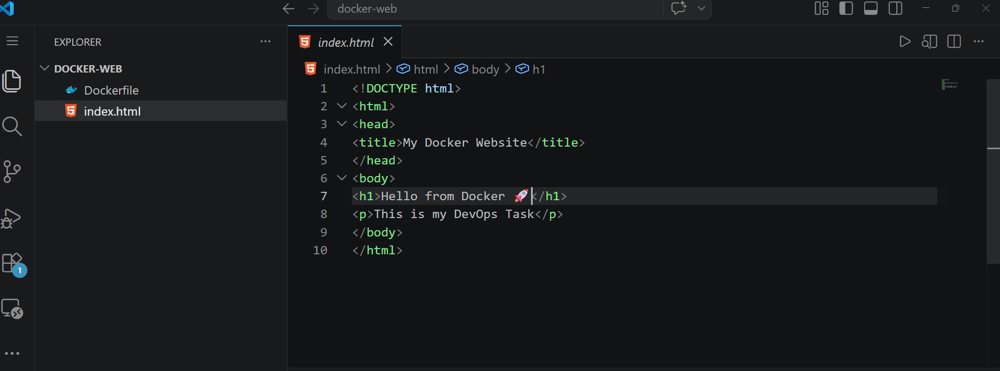 docker-web
EXPLORER
DOCKER-WEB
Dockerfile
index.html
1
index.html
index.html > html > body > h1
1 <!DOCTYPE html>
2 <html>
3 <head>
4 <title>My Docker Website</title>
5 </head>
6 <body>
7 <h1>Hello from Docker 🚀</h1>
8 <p>This is my DevOps Task</p>
9 </body>
10 </html>